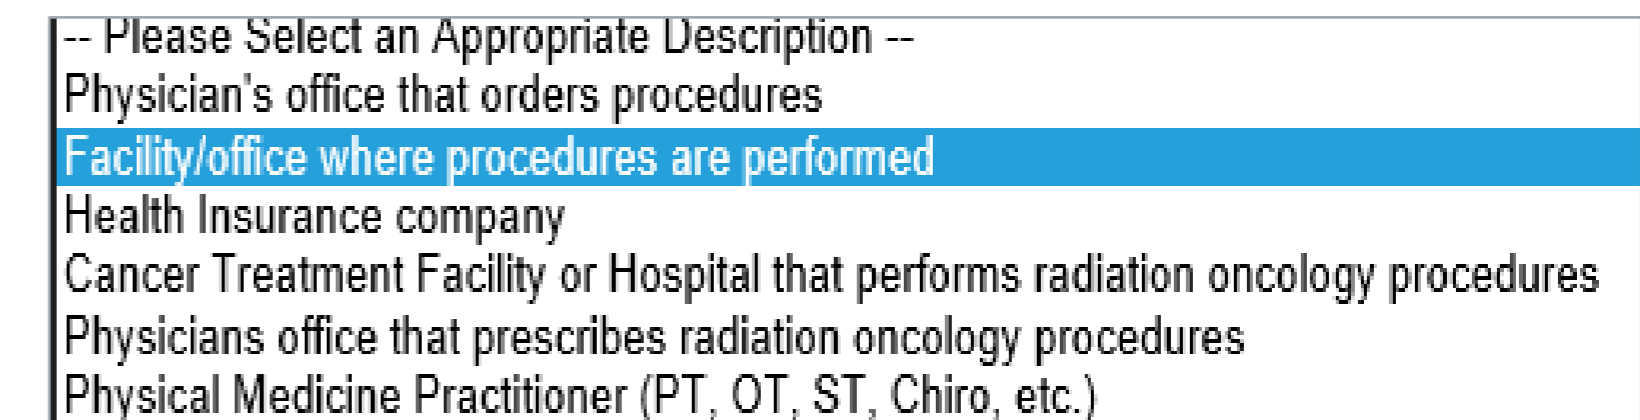 -- Please Select an Appropriate Description --
Physician's office that orders procedures
Facility/office where procedures are performed
Health Insurance company
Cancer Treatment Facility or Hospital that performs radiation oncology procedures
Physicians office that prescribes radiation oncology procedures
Physical Medicine Practitioner (PT, OT, ST, Chiro, etc.)